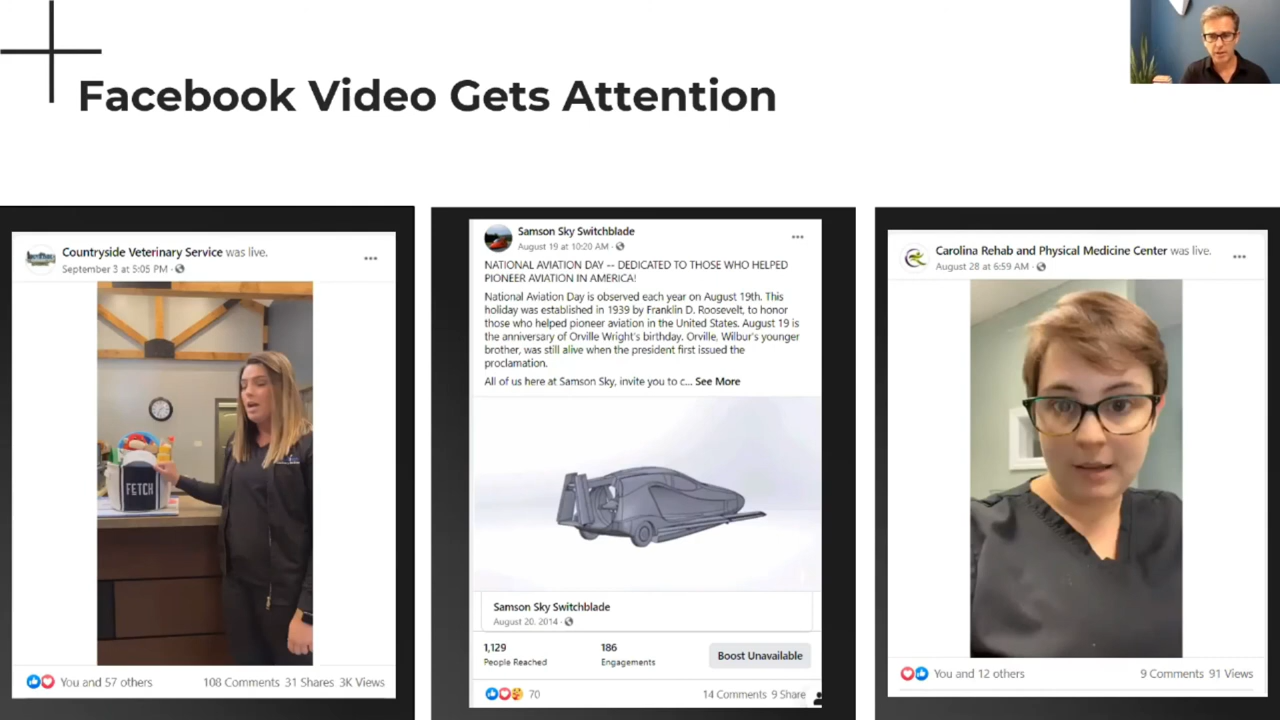 Facebook Video Gets Attention
Countryside Veterinary Service was live.
September 3 at 5:05 PM ·
FETCH
You and 57 others
108 Comments 31 Shares 3K Views
Samson Sky Switchblade
August 19 at 10:20 AM ·
NATIONAL AVIATION DAY -- DEDICATED TO THOSE WHO HELPED
PIONEER AVIATION IN AMERICA!
National Aviation Day is observed each year on August 19th. This
holiday was established in 1939 by Franklin D. Roosevelt, to honor
those who helped pioneer aviation in the United States. August 19 is
the anniversary of Orville Wright's birthday. Orville, Wilbur's younger
brother, was still alive when the president first issued the
proclamation.
All of us here at Samson Sky, invite you to c... See More
Samson Sky Switchblade
August 20, 2014 ·
1,129
People Reached
186
Engagements
Boost Unavailable
70
14 Comments 9 Share
Carolina Rehab and Physical Medicine Center was live.
August 28 at 6:59 AM ·
You and 12 others
9 Comments 91 Views